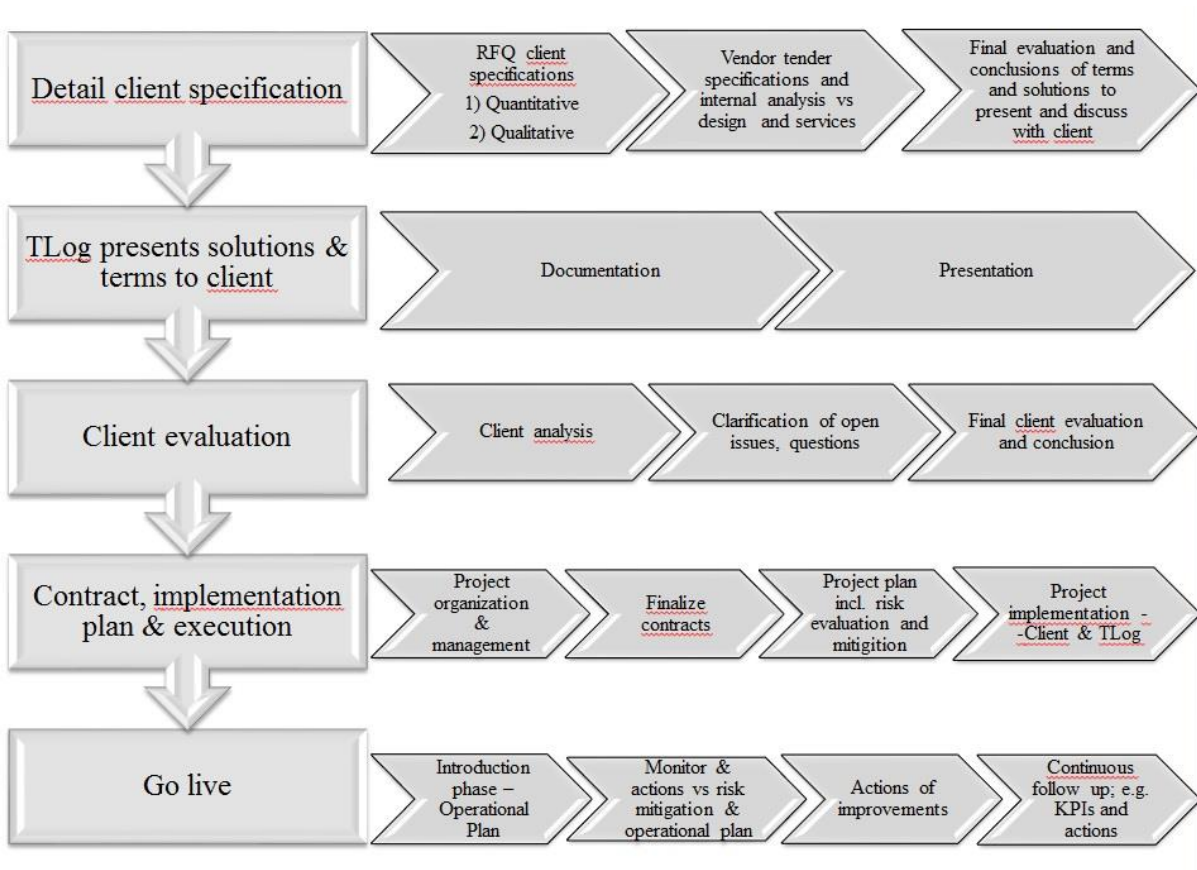 Detail client specification
RFQ client
specifications
1) Quantitative
2) Qualitative
Vendor tender
specifications and
internal analysis vs
design and services
Final evaluation and
conclusions of terms
and solutions to
present and discuss
with client
TLog presents solutions &
terms to client
Documentation
Presentation
Client evaluation
Client analysis
Clarification of open
issues, questions
Final client evaluation
and conclusion
Contract, implementation
plan & execution
Project
organization
&
management
Finalize
contracts
Project plan
incl. risk
evaluation and
mitigition
Project
implementation -
-Client & TLog
Go live
Introduction
phase –
Operational
Plan
Monitor &
actions vs risk
mitigation &
operational plan
Actions of
improvements
Continuous
follow up; e.g.
KPIs and
actions